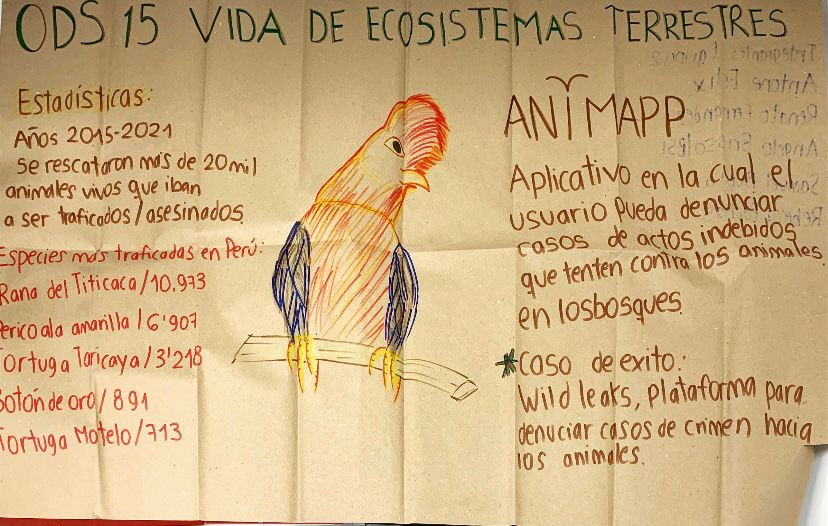 ODS 15 VIDA DE ECOSISTEMAS TERRESTRES
Estadísticas:
Años 2015-2021
Se rescataron más de 20mil
animales vivos que iban
a ser traficados/asesinados.
Especies más traficadas en Perú:
Rana del Titicaca/10.973
Perico ala amarilla/6'907
Tortuga Taricaya/3'218
Botón de oro/891
Tortuga Motelo/713
ANIMAPP
Aplicativo en la cual el
usuario pueda denunciar
casos de actos indebidos
que tenten contra los animales
en losbosques.
*Caso de exito:
Wild leaks, plataforma para
denuciar casos de crimen hacia
los animales.
Integrantes Equipo 2